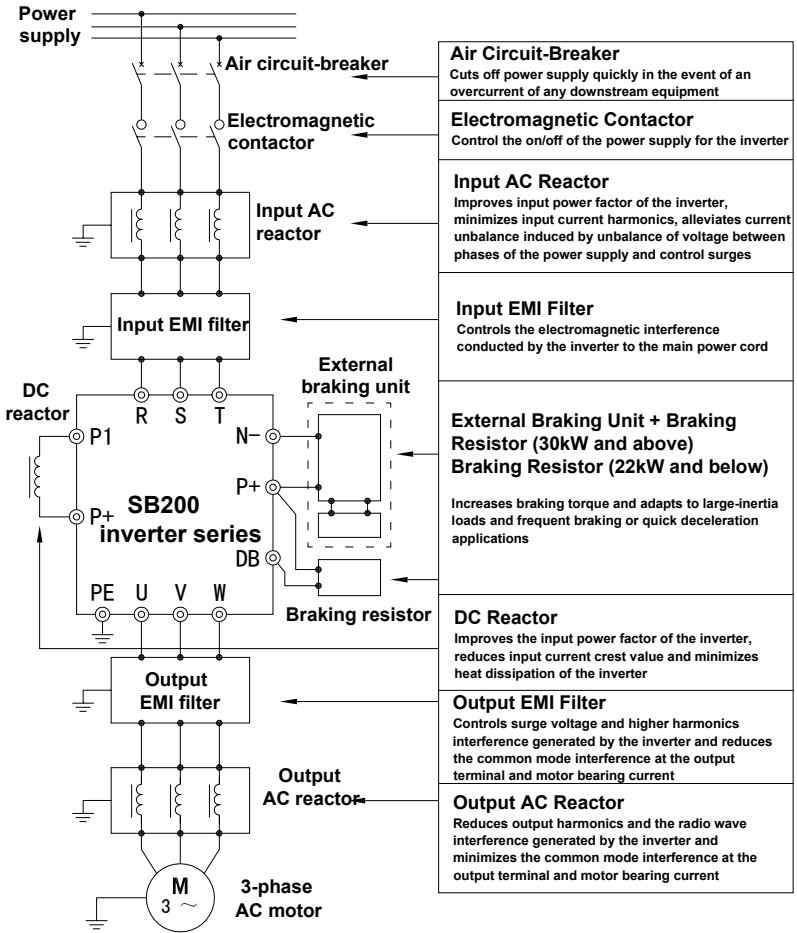 Power
supply
Air circuit-breaker
Electromagnetic
contactor
Input AC
reactor
Input EMI filter
External
braking unit
DC
reactor
R S T
P1
N-
P+
P+
SB200
inverter series
DB
PE U V W
Braking resistor
Output
EMI filter
Output
AC reactor
M
3 ～
3-phase
AC motor
Air Circuit-Breaker
Cuts off power supply quickly in the event of an
overcurrent of any downstream equipment
Electromagnetic Contactor
Control the on/off of the power supply for the inverter
Input AC Reactor
Improves input power factor of the inverter,
minimizes input current harmonics, alleviates current
unbalance induced by unbalance of voltage between
phases of the power supply and control surges
Input EMI Filter
Controls the electromagnetic interference
conducted by the inverter to the main power cord
External Braking Unit + Braking
Resistor (30kW and above)
Braking Resistor (22kW and below)
Increases braking torque and adapts to large-inertia
loads and frequent braking or quick deceleration
applications
DC Reactor
Improves the input power factor of the inverter,
reduces input current crest value and minimizes
heat dissipation of the inverter
Output EMI Filter
Controls surge voltage and higher harmonics
interference generated by the inverter and reduces
the common mode interference at the output
terminal and motor bearing current
Output AC Reactor
Reduces output harmonics and the radio wave
interference generated by the inverter and
minimizes the common mode interference at the
output terminal and motor bearing current